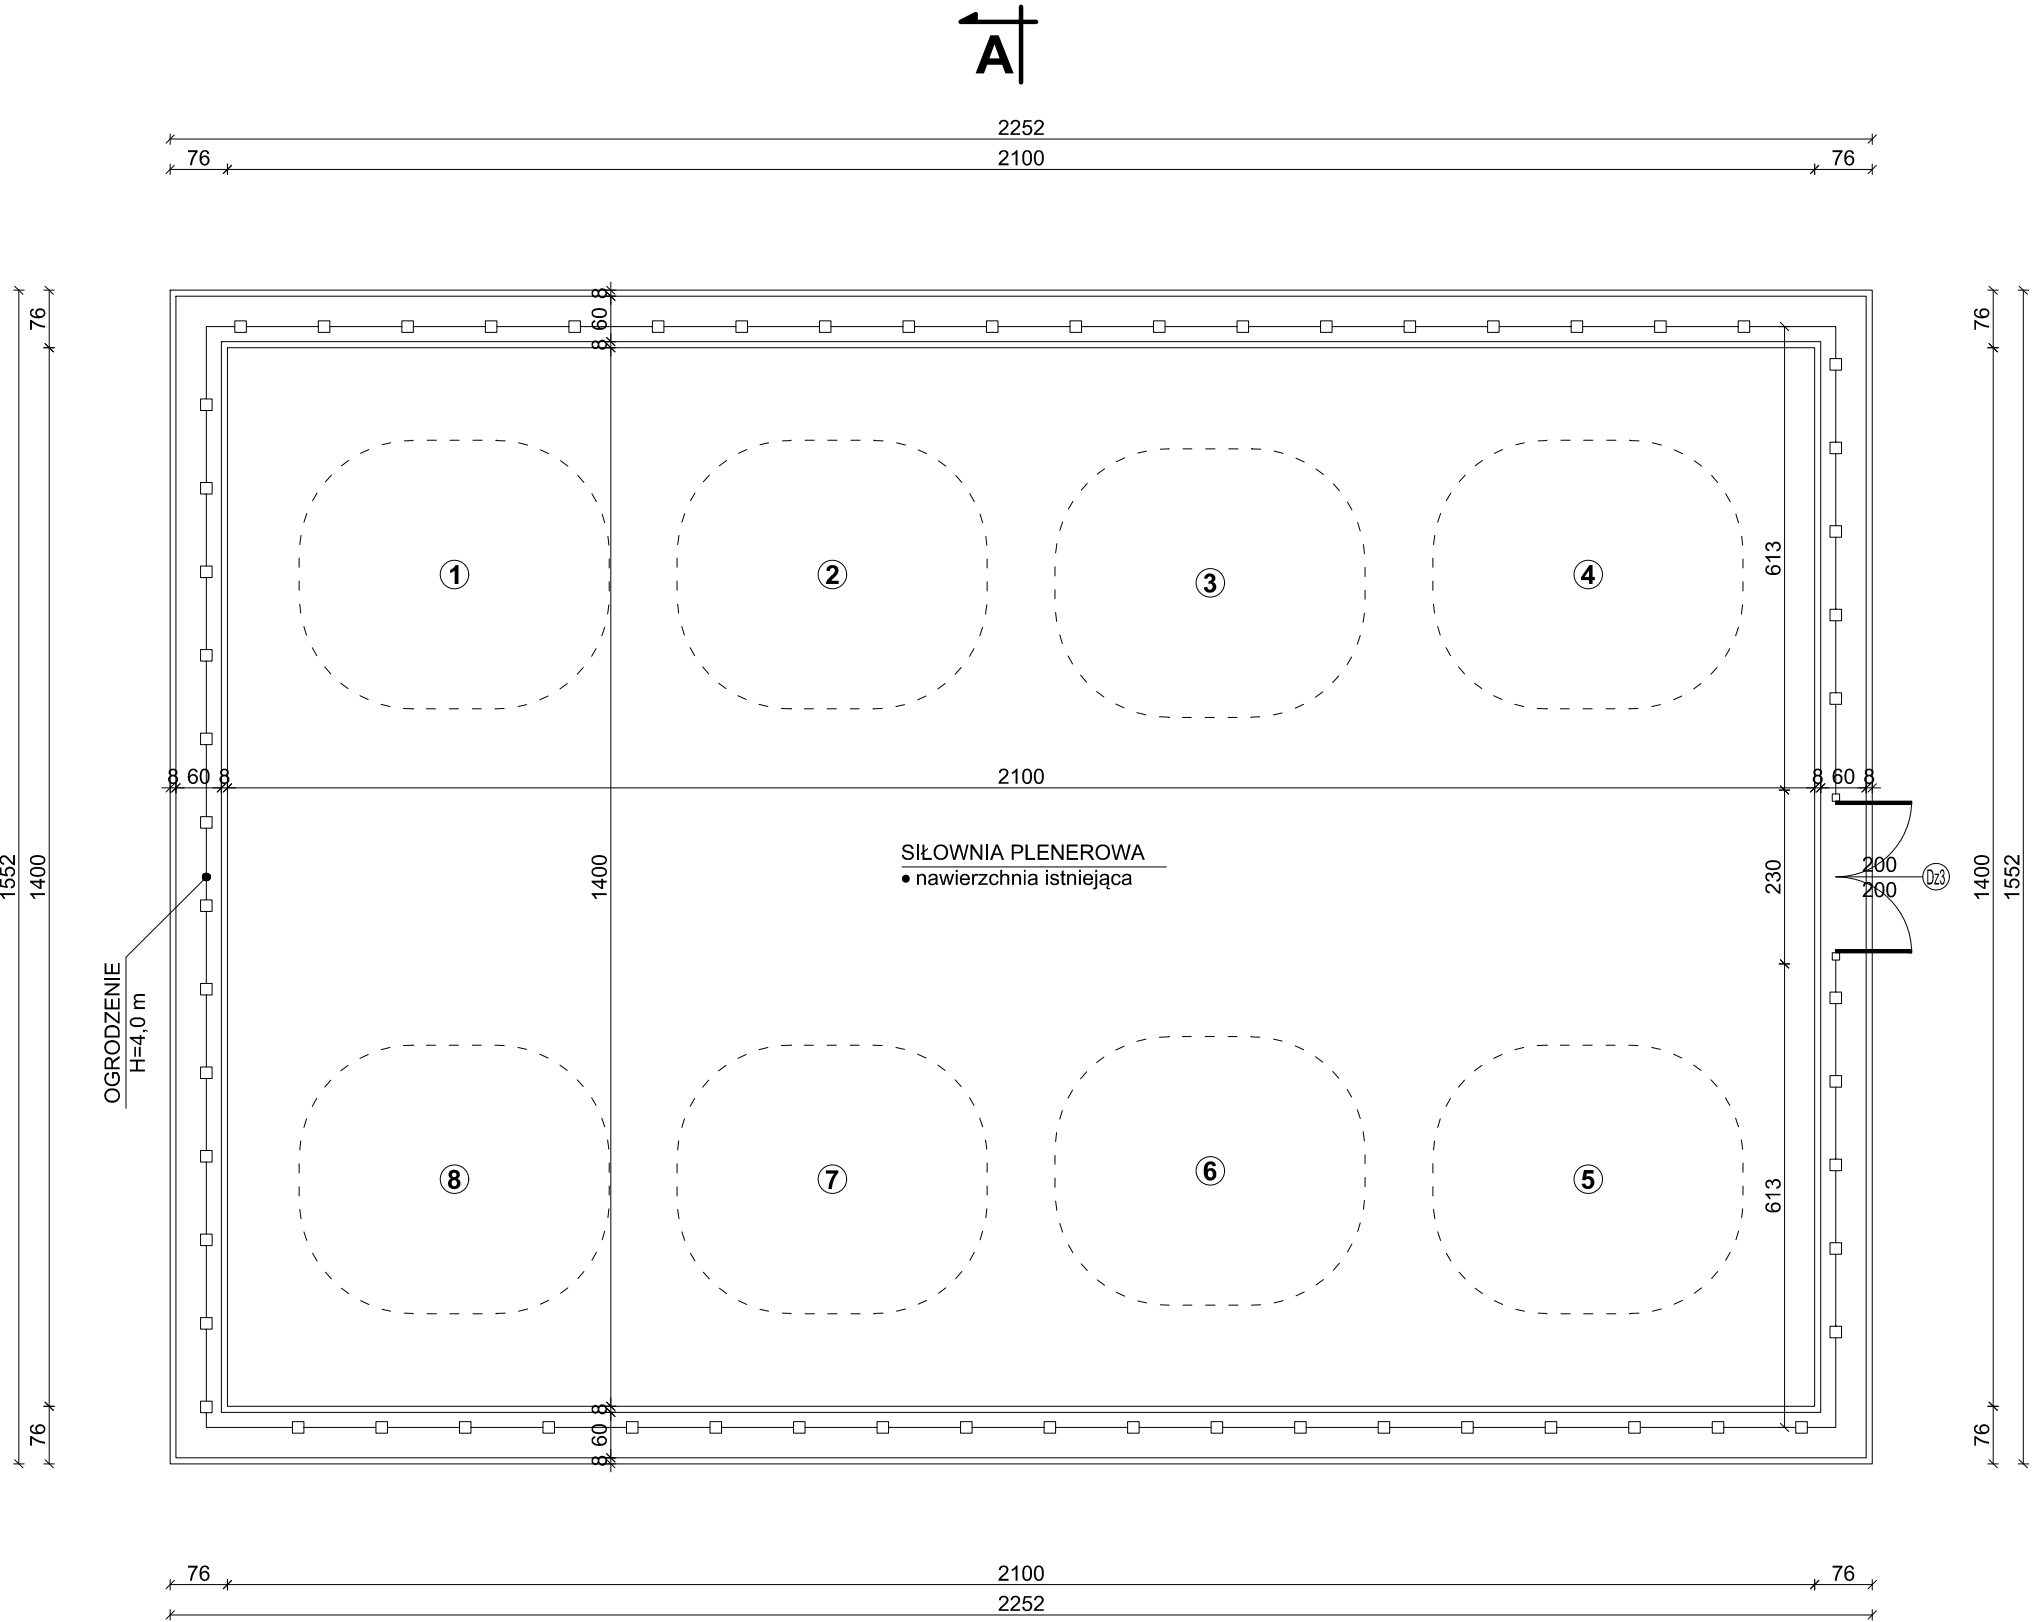 A
2252
76 2100 76
76
8
60
8
76
1 2 3 4
613
8 60 8 2100 8 60 8
SIŁOWNIA PLENEROWA
• nawierzchnia istniejąca
1552
1400
1400
230
200
200
Dz3
1400
1552
OGRODZENIE
H=4,0 m
8 7 6 5
613
8
60
8
76
76
76 2100 76
2252